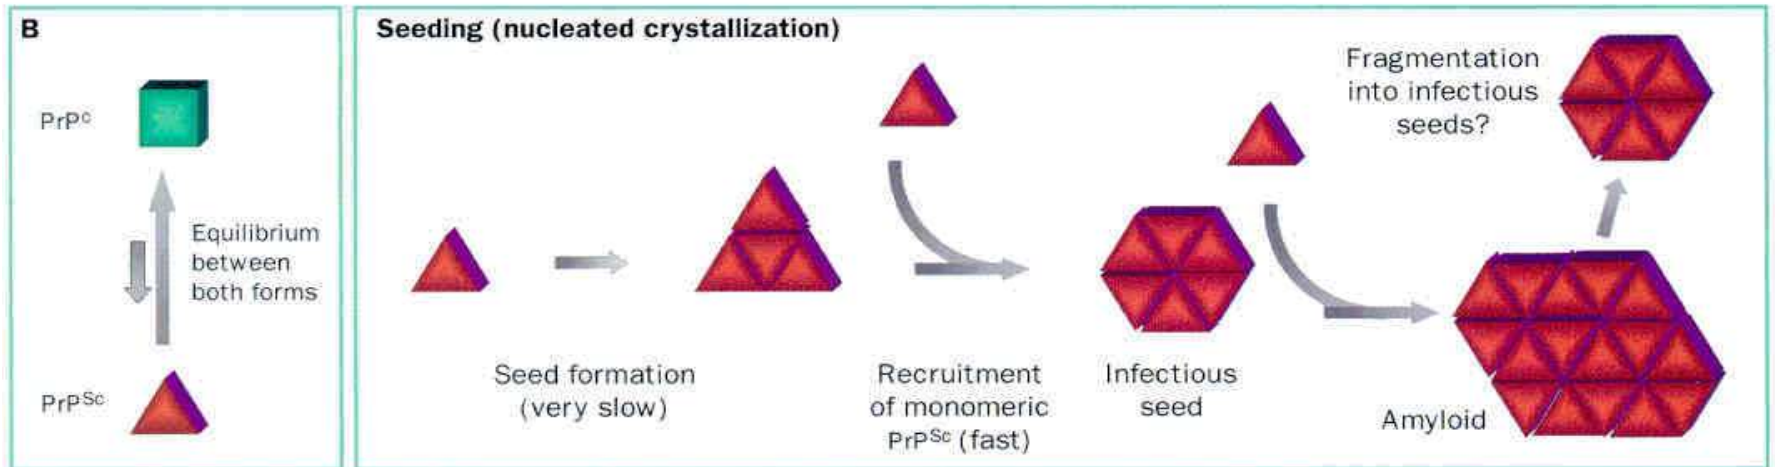 B
PrPᶜ
Equilibrium
between
both forms
PrPˢᶜ
Seeding (nucleated crystallization)
Seed formation
(very slow)
Recruitment
of monomeric
PrPˢᶜ (fast)
Infectious
seed
Amyloid
Fragmentation
into infectious
seeds?